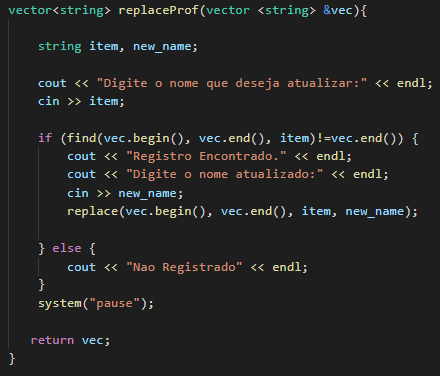 vector<string> replaceProf(vector <string> &vec){
string item, new_name;
cout << "Digite o nome que deseja atualizar:" << endl;
cin >> item;
if (find(vec.begin(), vec.end(), item)!=vec.end()) {
cout << "Registro Encontrado." << endl;
cout << "Digite o nome atualizado:" << endl;
cin >> new_name;
replace(vec.begin(), vec.end(), item, new_name);
} else {
cout << "Nao Registrado" << endl;
}
system("pause");
return vec;
}